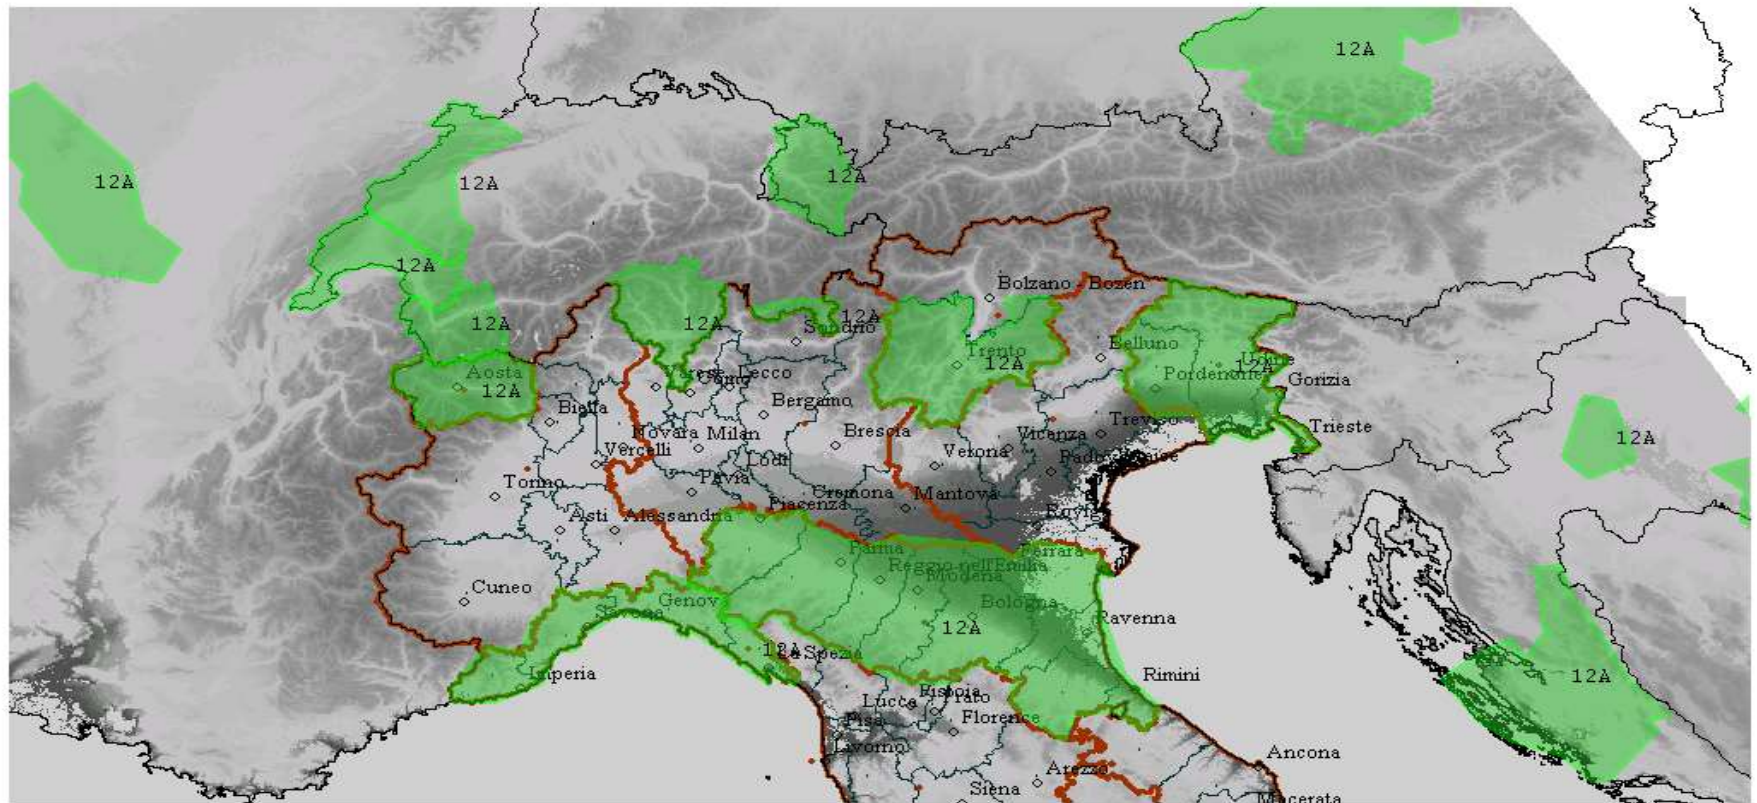 12A
12A
12A
12A
12A
Bolzano - Bozen
12A
12A
12A
Sondrio
Trento
12A
Belluno
Udine
12A
Aosta
12A
Varese
Lecco
Como
Pordenone
Gorizia
Biella
Bergamo
Treviso
Trieste
Novara
Milan
Brescia
Vicenza
12A
Vercelli
Lodi
Verona
Torino
Pavia
Cremona
Mantova
Piacenza
Asti
Alessandria
Parma
Ferrara
Reggio nell'Emilia
Modena
Cuneo
Savona
Genova
Bologna
12A
Ravenna
12A
La Spezia
Imperia
Rimini
12A
Pistoia
Prato
Lucca
Pisa
Florence
Livorno
Ancona
Arezzo
Siena
Macerata